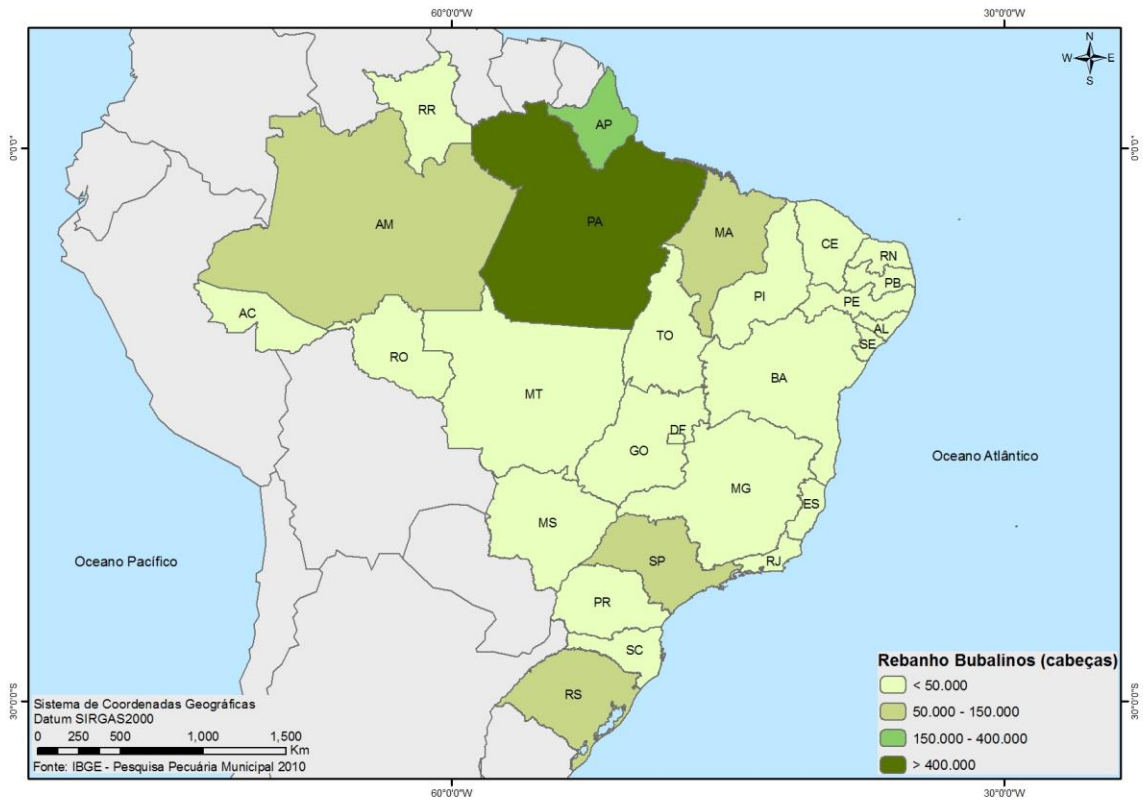 60°0'0"W 30°0'0"W
N
W E
S
RR
AP
0°0'0" 0°0'0"
AM PA MA CE
RN
PB
PI PE
AC AL
TO SE
RO
MT BA
DF
GO
Oceano Atlântico
MG
ES
MS
Oceano Pacífico SP RJ
PR
SC
Rebanho Bubalinos (cabeças)
RS < 50.000
30°0'0"S 30°0'0"S
Sistema de Coordenadas Geográficas
Datum SIRGAS2000
50.000 - 150.000
0 250 500 1,000 1,500
Km
150.000 - 400.000
Fonte: IBGE - Pesquisa Pecuária Municipal 2010
> 400.000
60°0'0"W 30°0'0"W